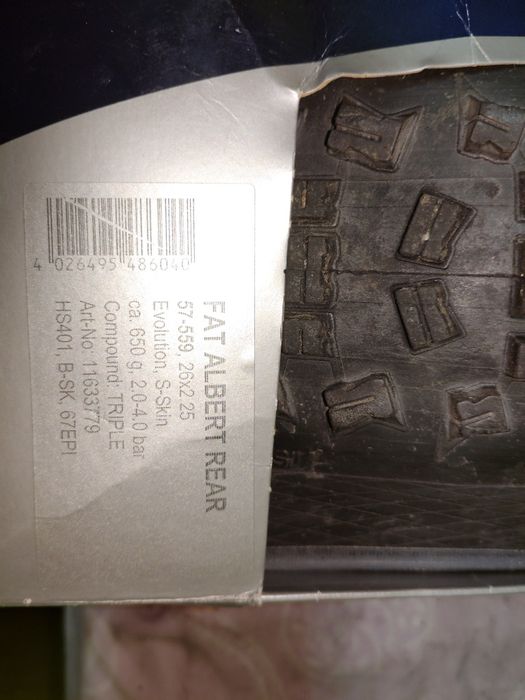 FAT ALBERT REAR
57-559, 26x2.25
Evolution, S-Skin
ca. 650 g, 2.0-4.0 bar
Compound: TRIPLE
Art-No: 11633779
HS401, B-SK, 67EPI
4 026495 486040